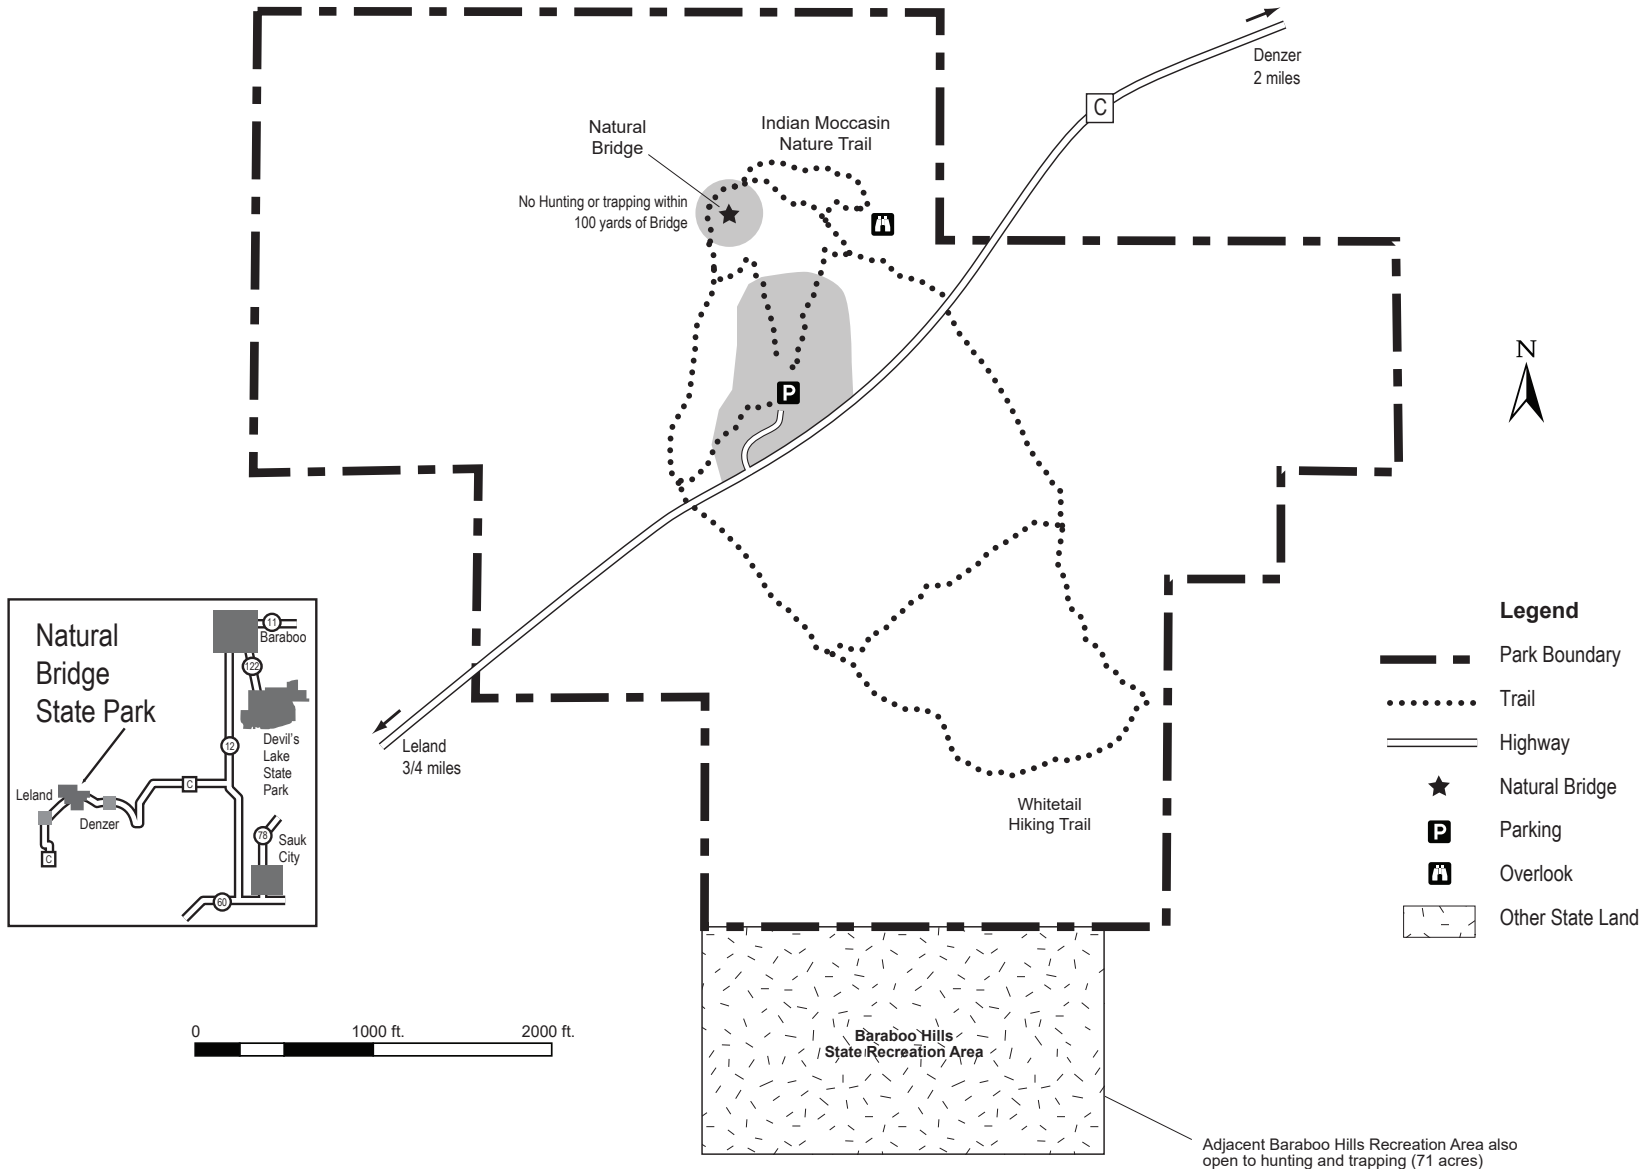 Denzer
2 miles
C
Natural
Bridge
Indian Moccasin
Nature Trail
No Hunting or trapping within
100 yards of Bridge
P
N
Leland
3/4 miles
Whitetail
Hiking Trail
Natural
Bridge
State Park
11
Baraboo
122
Devil's
Lake
State
Park
12
C
Leland
Denzer
C
78
Sauk
City
60
Legend
Park Boundary
Trail
Highway
Natural Bridge
P
Parking
Overlook
Other State Land
0
1000 ft.
2000 ft.
Baraboo Hills
State Recreation Area
Adjacent Baraboo Hills Recreation Area also
open to hunting and trapping (71 acres)